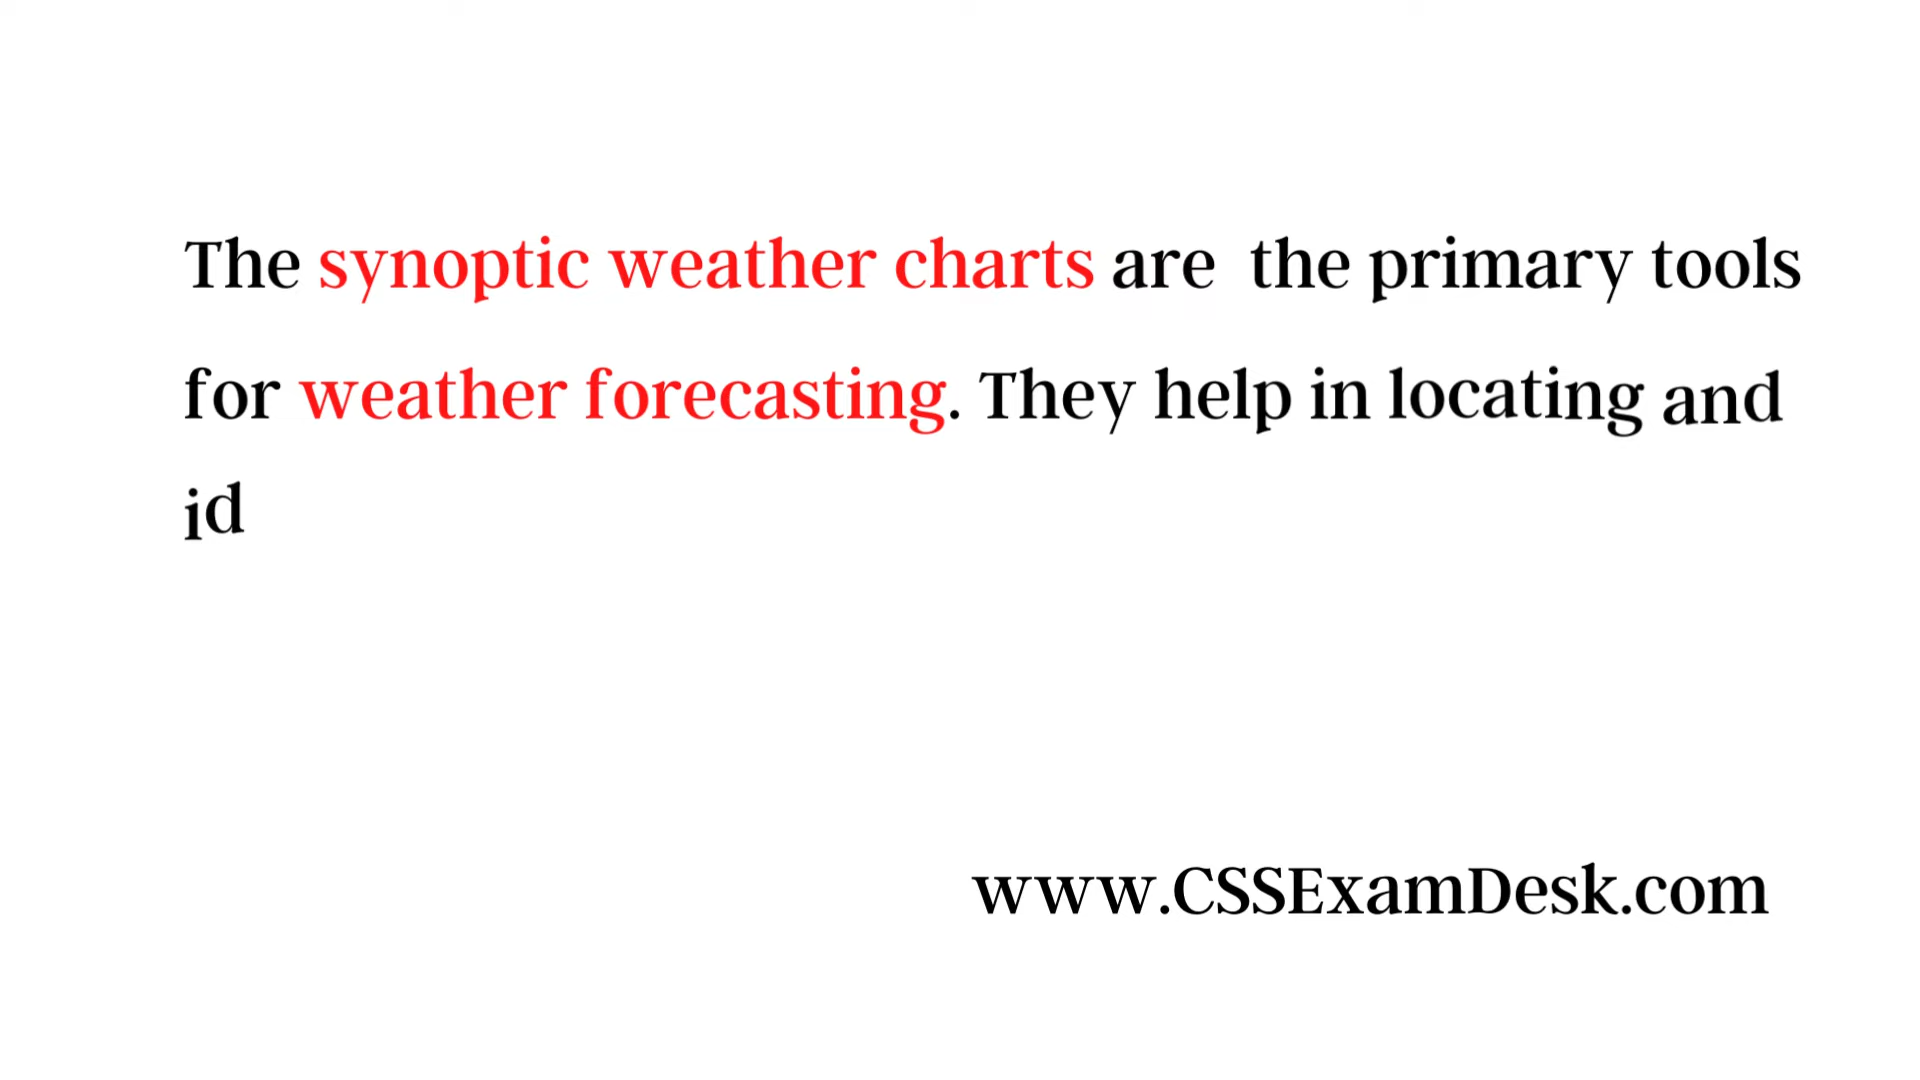 The synoptic weather charts are  the primary tools
for weather forecasting. They help in locating and
id
www.CSSExamDesk.com